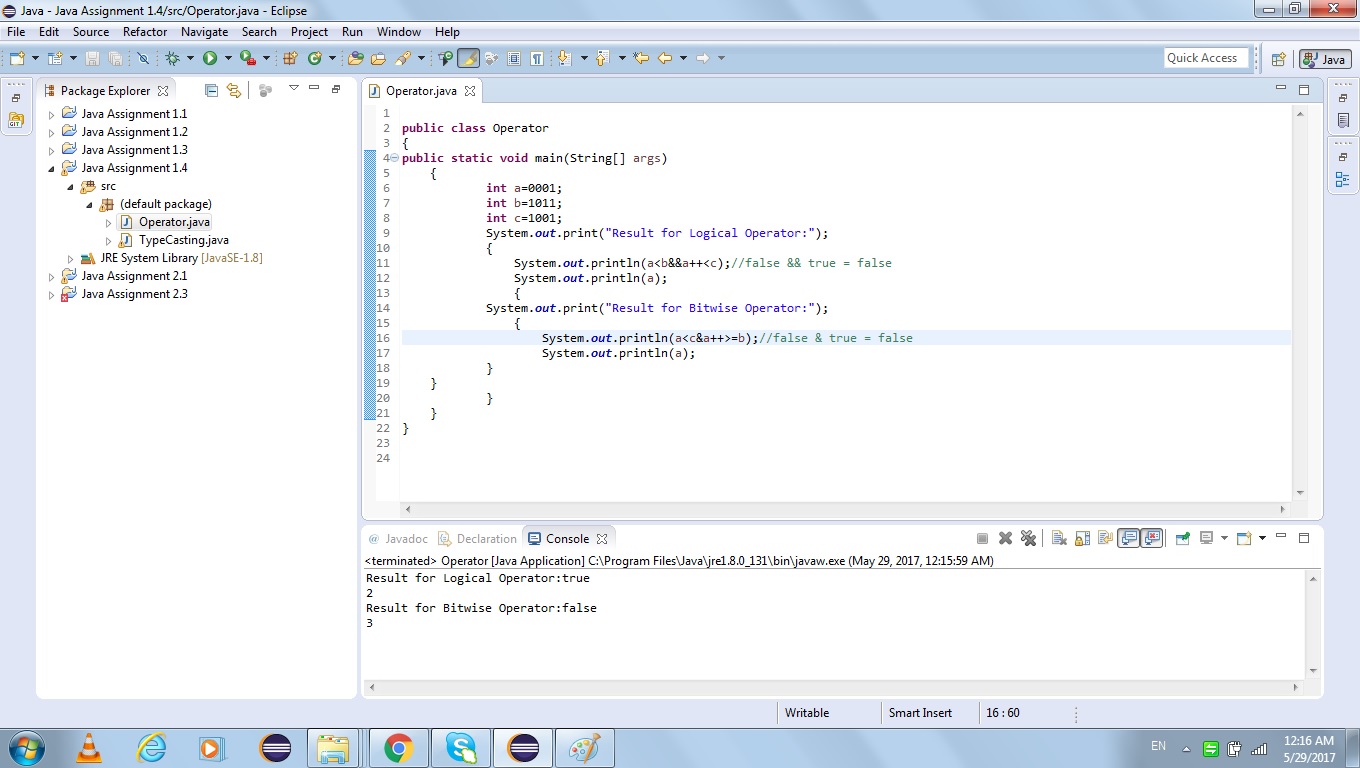 Java - Java Assignment 1.4/src/Operator.java - Eclipse
File Edit Source Refactor Navigate Search Project Run Window Help
Quick Access
Java
Package Explorer
Java Assignment 1.1
Java Assignment 1.2
Java Assignment 1.3
Java Assignment 1.4
src
(default package)
Operator.java
TypeCasting.java
JRE System Library [JavaSE-1.8]
Java Assignment 2.1
Java Assignment 2.3
GIT
Operator.java
1
2 public class Operator
3 {
4 public static void main(String[] args)
5 {
6 int a=0001;
7 int b=1011;
8 int c=1001;
9 System.out.print("Result for Logical Operator:");
10 {
11 System.out.println(a<b&&a++<c);//false && true = false
12 System.out.println(a);
13 {
14 System.out.print("Result for Bitwise Operator:");
15 {
16 System.out.println(a<c&a++>=b);//false & true = false
17 System.out.println(a);
18 }
19 }
20 }
21 }
22 }
23
24
@ Javadoc Declaration Console
<terminated> Operator [Java Application] C:\Program Files\Java\jre1.8.0_131\bin\javaw.exe (May 29, 2017, 12:15:59 AM)
Result for Logical Operator:true
2
Result for Bitwise Operator:false
3
Writable Smart Insert 16 : 60
EN
12:16 AM
5/29/2017